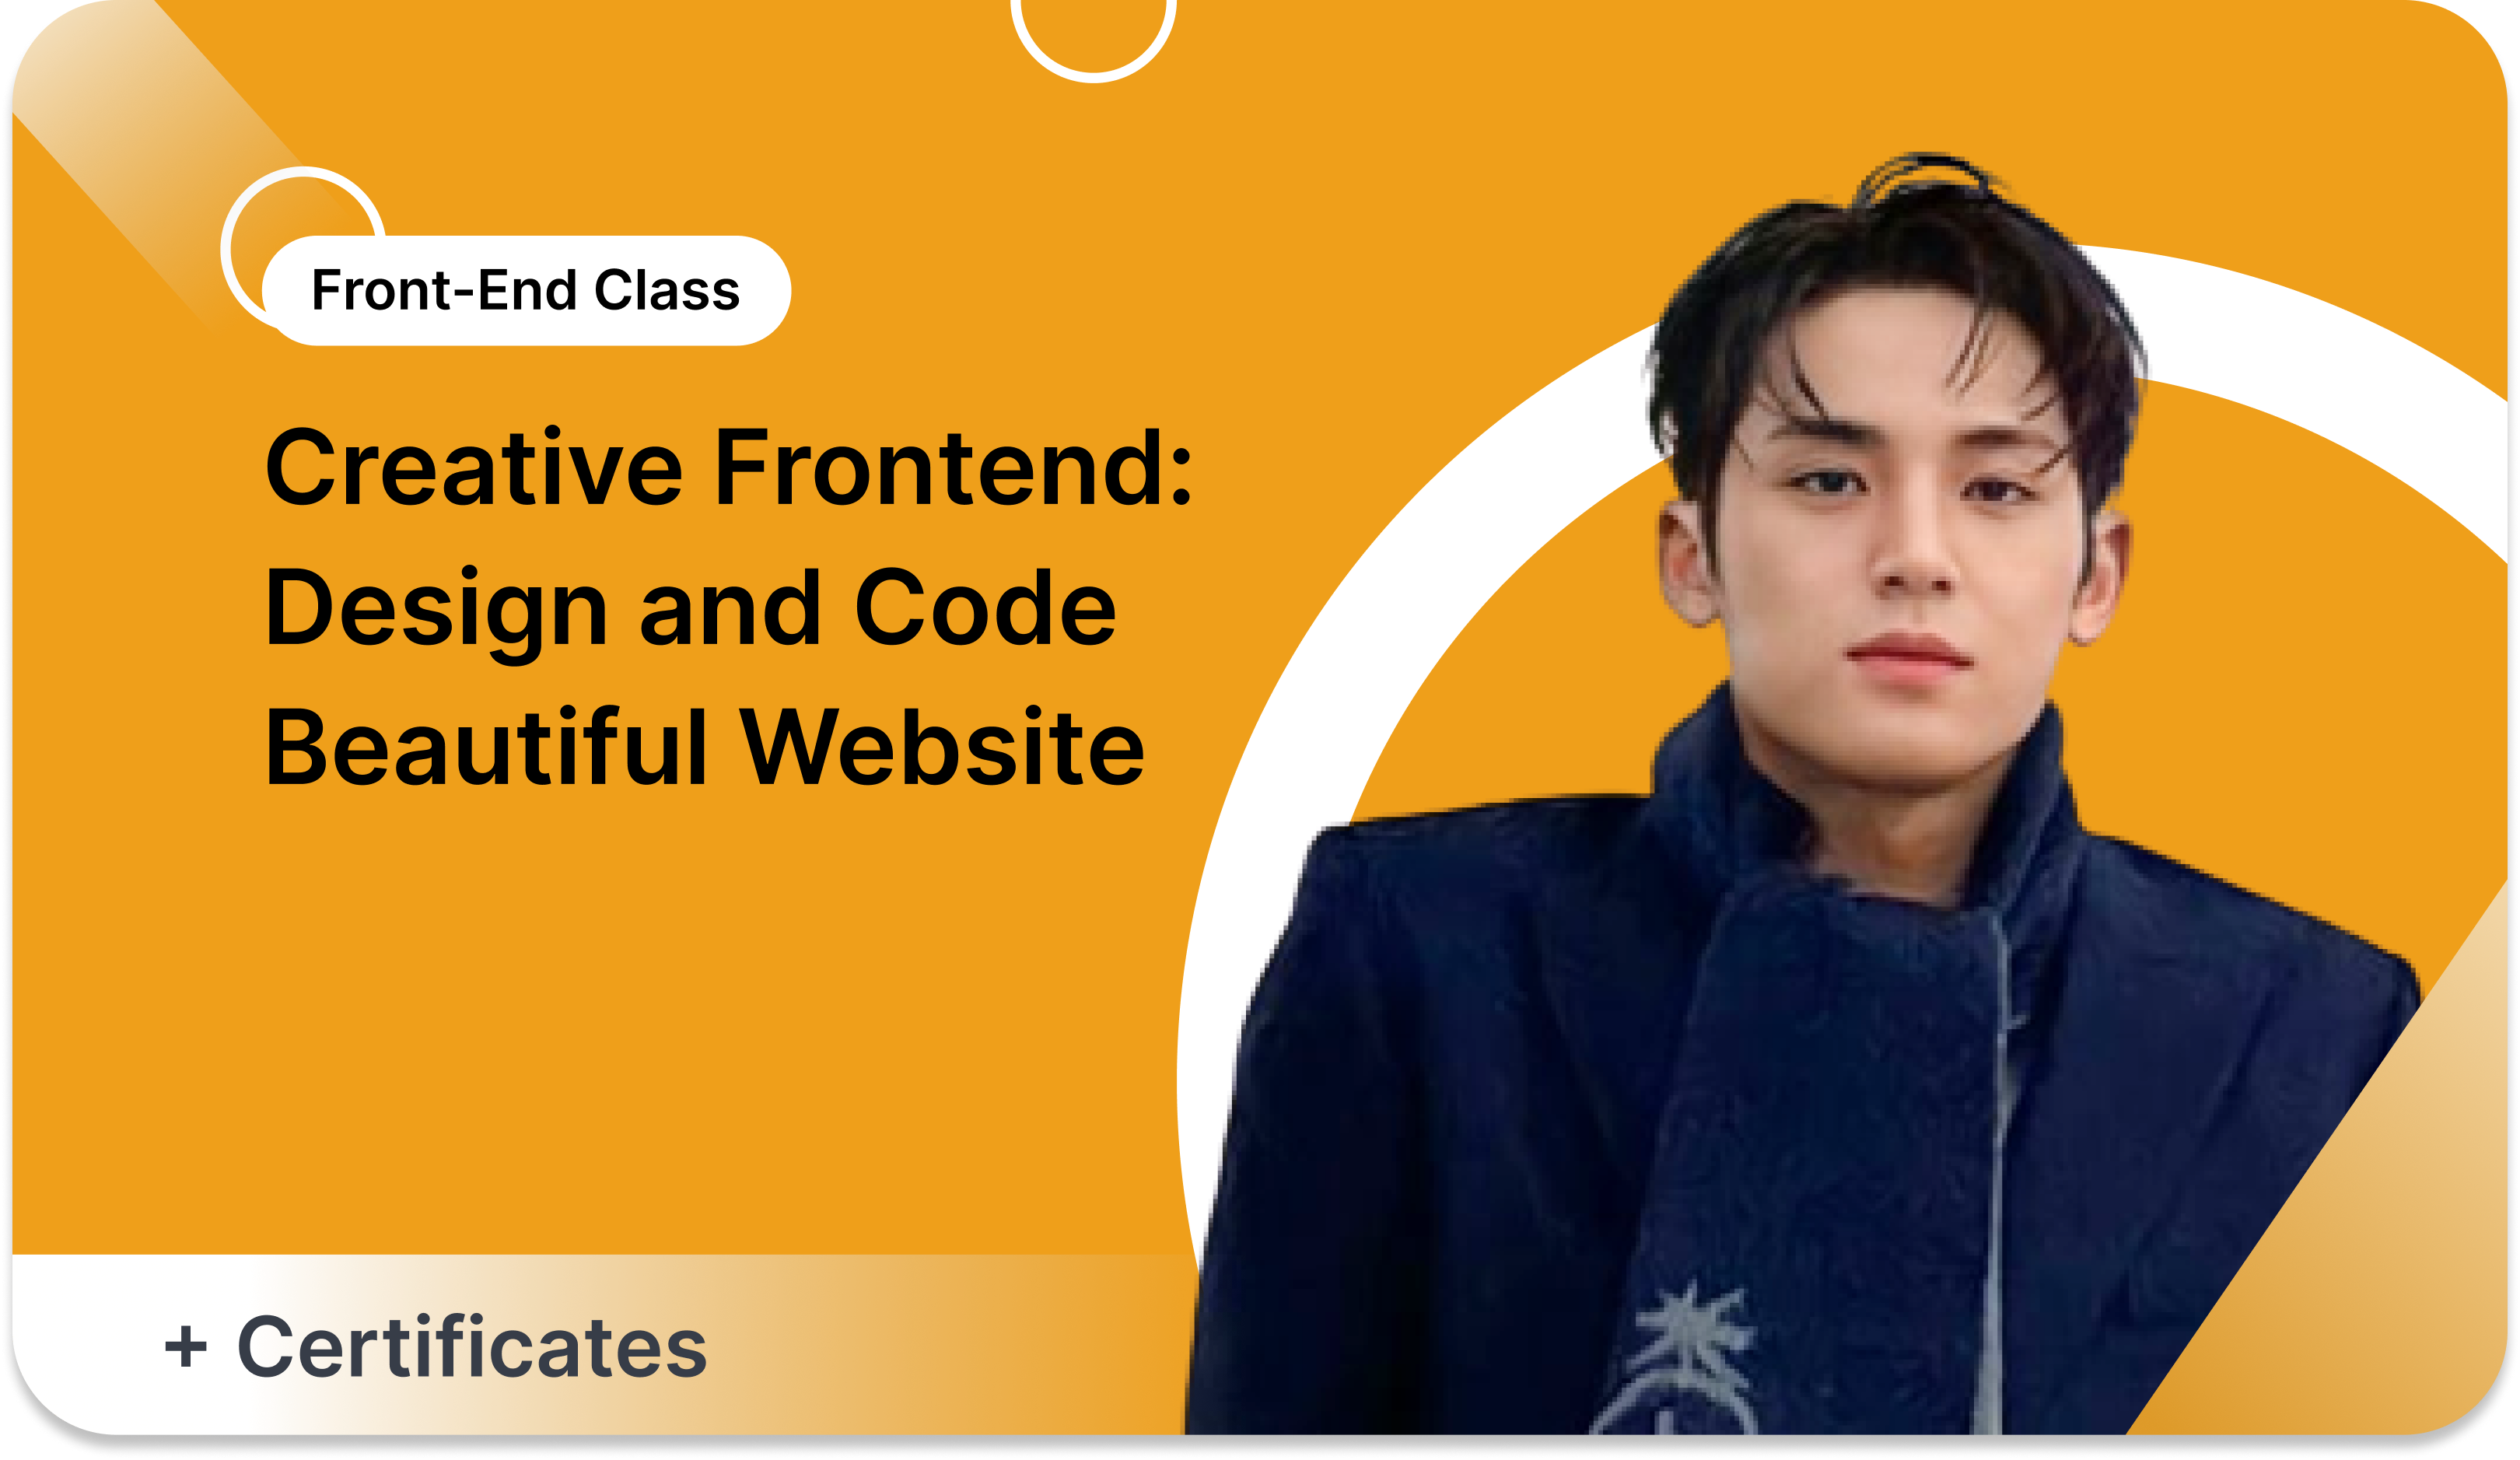 Front-End Class
Creative Frontend:
Design and Code
Beautiful Website
+ Certificates